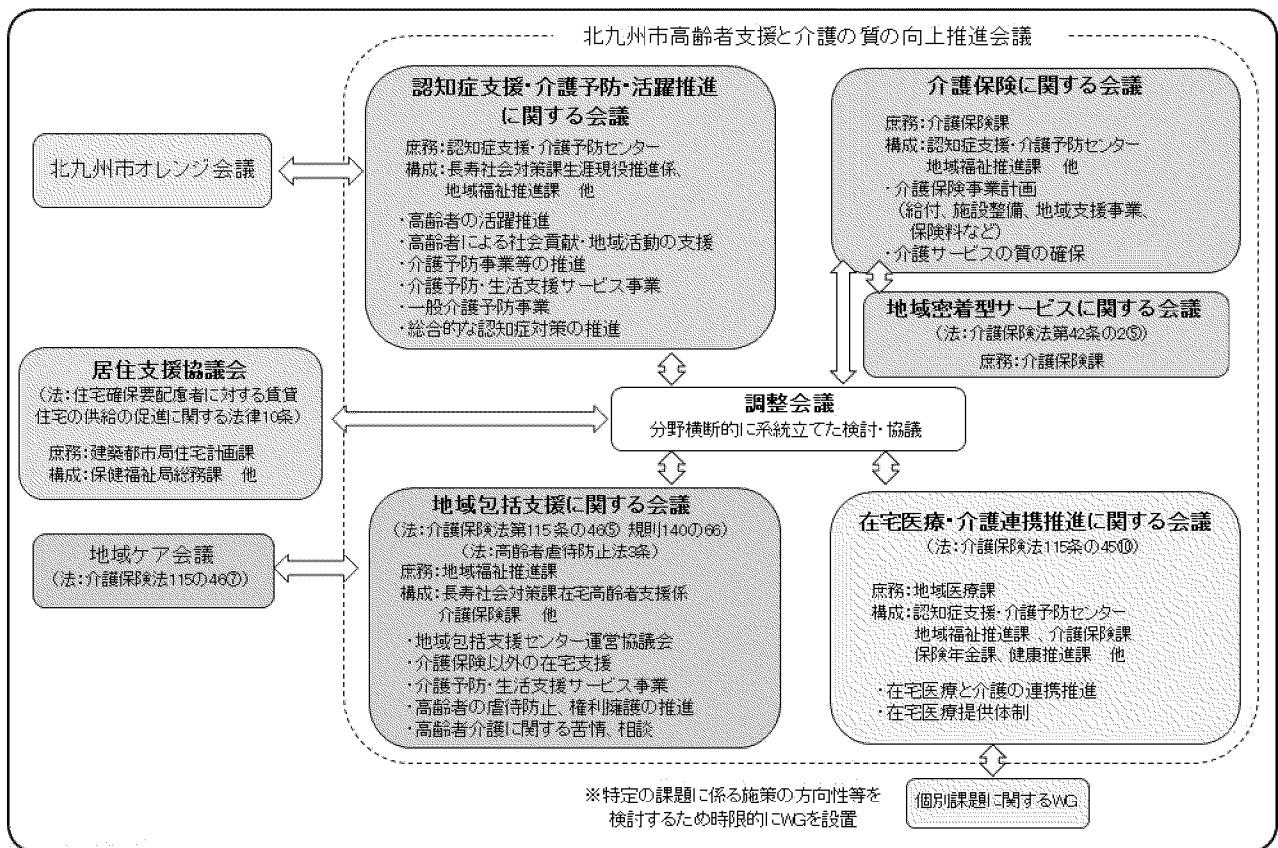 北九州市高齢者支援と介護の質の向上推進会議
認知症支援・介護予防・活躍推進
に関する会議
庶務:認知症支援・介護予防センター
構成:長寿社会対策課生涯現役推進係、
地域福祉推進課 他
・高齢者の活躍推進
・高齢者による社会貢献・地域活動の支援
・介護予防事業等の推進
・介護予防・生活支援サービス事業
・一般介護予防事業
・総合的な認知症対策の推進
介護保険に関する会議
庶務:介護保険課
構成:認知症支援・介護予防センター
地域福祉推進課 他
・介護保険事業計画
(給付、施設整備、地域支援事業、
保険料など)
・介護サービスの質の確保
北九州市オレンジ会議
地域密着型サービスに関する会議
(法:介護保険法第42条の2⑤)
庶務:介護保険課
居住支援協議会
(法:住宅確保要配慮者に対する賃貸
住宅の供給の促進に関する法律10条)
庶務:建築都市局住宅計画課
構成:保健福祉局総務課 他
調整会議
分野横断的に系統立てた検討・協議
地域包括支援に関する会議
(法:介護保険法第115条の46⑤ 規則140の66)
(法:高齢者虐待防止法3条)
庶務:地域福祉推進課
構成:長寿社会対策課在宅高齢者支援係
介護保険課 他
・地域包括支援センター運営協議会
・介護保険以外の在宅支援
・介護予防・生活支援サービス事業
・高齢者の虐待防止、権利擁護の推進
・高齢者介護に関する苦情、相談
地域ケア会議
(法:介護保険法115の46⑦)
在宅医療・介護連携推進に関する会議
(法:介護保険法115条の45⑩)
庶務:地域医療課
構成:認知症支援・介護予防センター
地域福祉推進課 、介護保険課
保険年金課、健康推進課 他
・在宅医療と介護の連携推進
・在宅医療提供体制
※特定の課題に係る施策の方向性等を
検討するため時限的にWGを設置
個別課題に関するWG